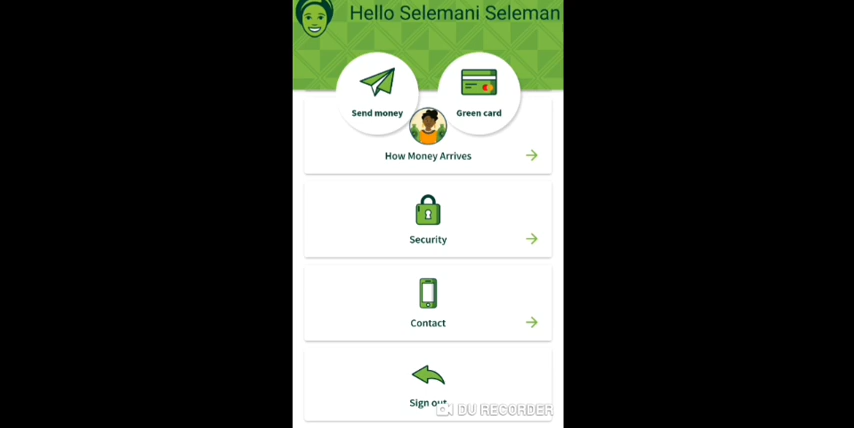 Hello Selemani Seleman
Send money
Green card
How Money Arrives
Security
Contact
Sign out
DU RECORDER